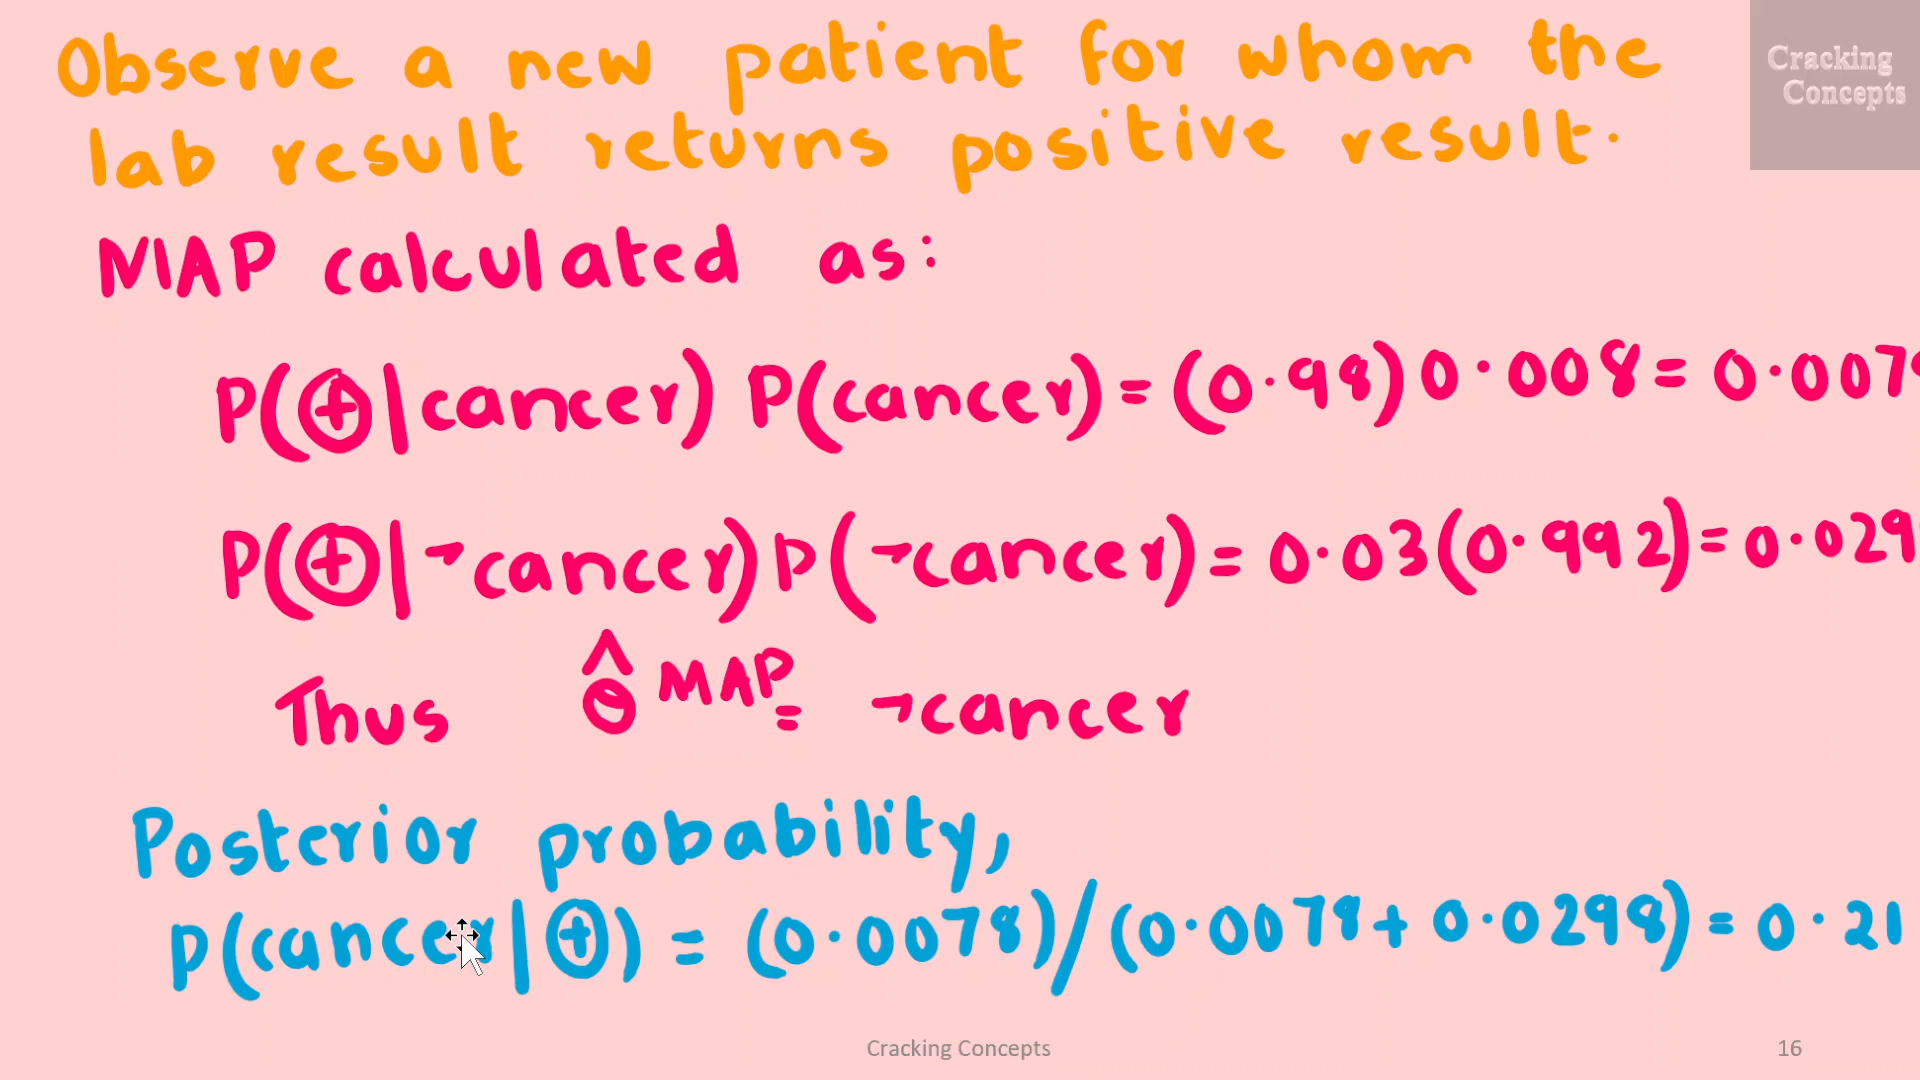 Observe a new patient for whom the
Cracking
Concepts
lab result returns positive result.
MAP calculated as:
P(⊕|cancer) P(cancer) = (0.98) 0.008 = 0.0078
P(⊕|¬cancer) P(¬cancer) = 0.03(0.992) = 0.029
Thus θ̂ MAP = ¬cancer
Posterior probability,
P(cancer|⊕) = (0.0078)/(0.0078 + 0.0298) = 0.21
Cracking Concepts
16